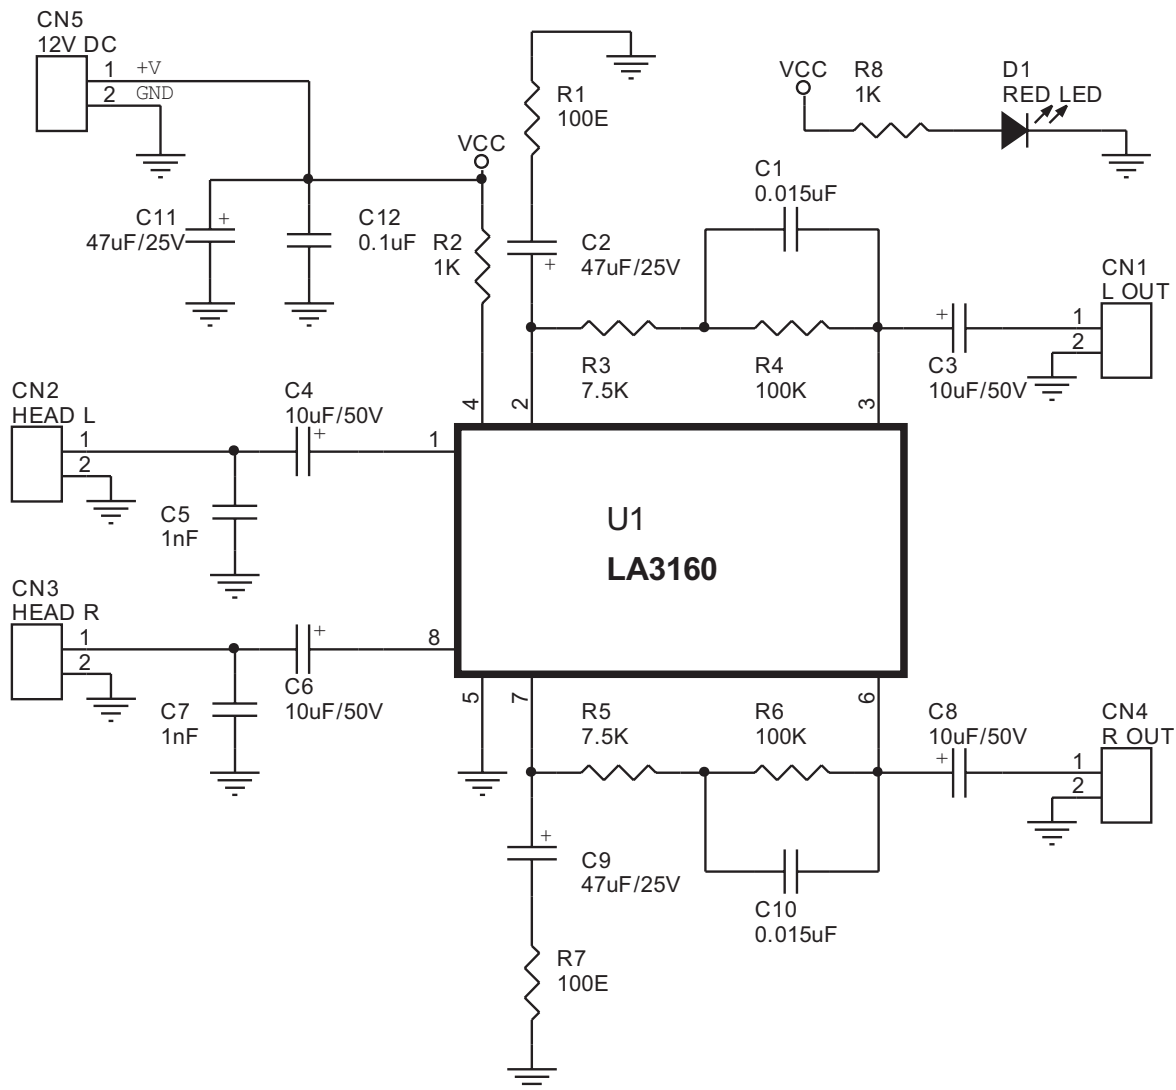 CN5
12V DC
1
+V
2
GND
VCC
C11
+
47uF/25V
C12
0.1uF
R2
1K
R1
100E
C2
+
47uF/25V
VCC
R8
1K
D1
RED LED
C1
0.015uF
R3
7.5K
R4
100K
+
C3
10uF/50V
CN1
L OUT
1
2
CN2
HEAD L
1
2
C4
10uF/50V
+
C5
1nF
4
2
3
1
U1
LA3160
CN3
HEAD R
1
2
C6
10uF/50V
+
C7
1nF
8
5
7
6
R5
7.5K
R6
100K
C8
10uF/50V
+
CN4
R OUT
1
2
+
C9
47uF/25V
C10
0.015uF
R7
100E